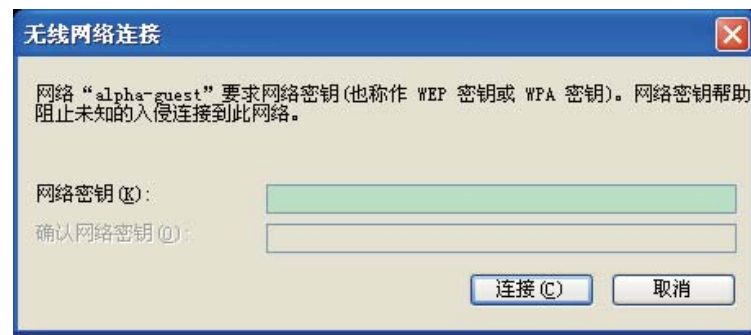 无线网络连接
网络“alpha-guest”要求网络密钥(也称作 WEP 密钥或 WPA 密钥)。网络密钥帮助
阻止未知的入侵连接到此网络。
网络密钥(K):
确认网络密钥(O):
连接(C)
取消